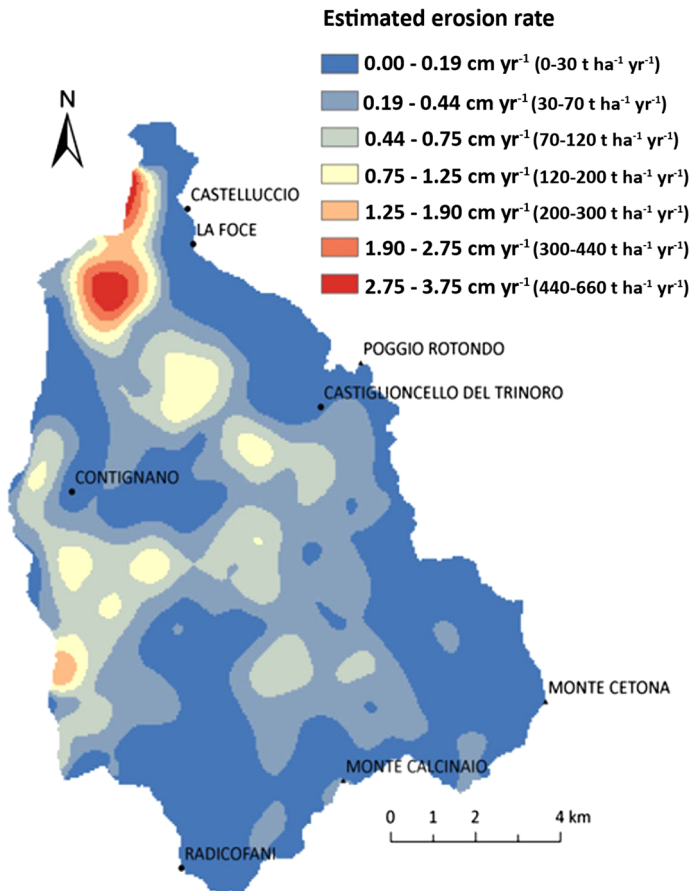 Estimated erosion rate
0.00 - 0.19 cm yr⁻¹ (0-30 t ha⁻¹ yr⁻¹)
0.19 - 0.44 cm yr⁻¹ (30-70 t ha⁻¹ yr⁻¹)
0.44 - 0.75 cm yr⁻¹ (70-120 t ha⁻¹ yr⁻¹)
0.75 - 1.25 cm yr⁻¹ (120-200 t ha⁻¹ yr⁻¹)
1.25 - 1.90 cm yr⁻¹ (200-300 t ha⁻¹ yr⁻¹)
1.90 - 2.75 cm yr⁻¹ (300-440 t ha⁻¹ yr⁻¹)
2.75 - 3.75 cm yr⁻¹ (440-660 t ha⁻¹ yr⁻¹)
N
CASTELLUCCIO
LA FOCE
POGGIO ROTONDO
CASTIGLIONCELLO DEL TRINORO
CONTIGNANO
MONTE CETONA
MONTE CALCINAIO
0 1 2 4 km
RADICOFANI